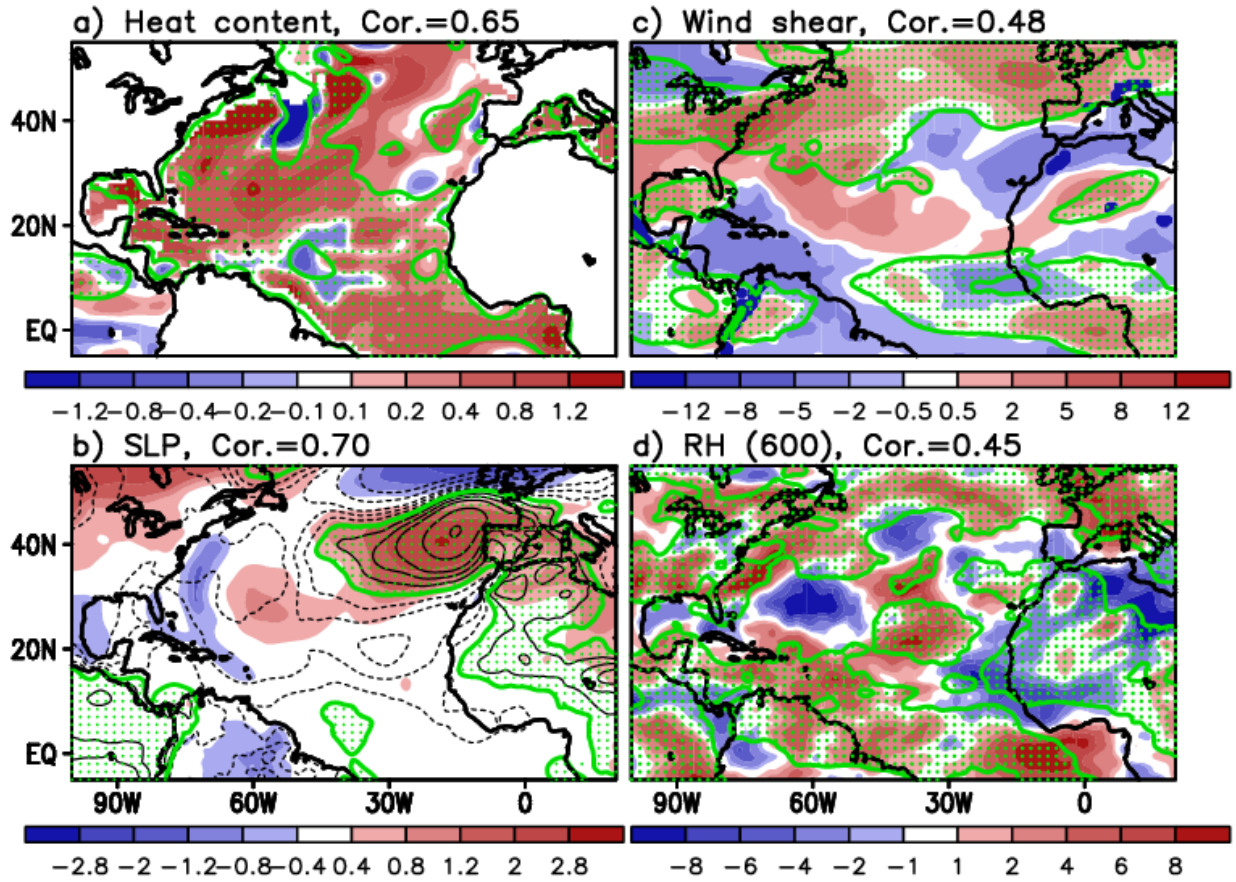 a) Heat content, Cor.=0.65
c) Wind shear, Cor.=0.48
40N
20N
EQ
−1.2 −0.8 −0.4 −0.2 −0.1 0.1 0.2 0.4 0.8 1.2
−12 −8 −5 −2 −0.5 0.5 2 5 8 12
b) SLP, Cor.=0.70
d) RH (600), Cor.=0.45
40N
20N
EQ
90W 60W 30W 0
90W 60W 30W 0
−2.8 −2 −1.2 −0.8 −0.4 0.4 0.8 1.2 2 2.8
−8 −6 −4 −2 −1 1 2 4 6 8